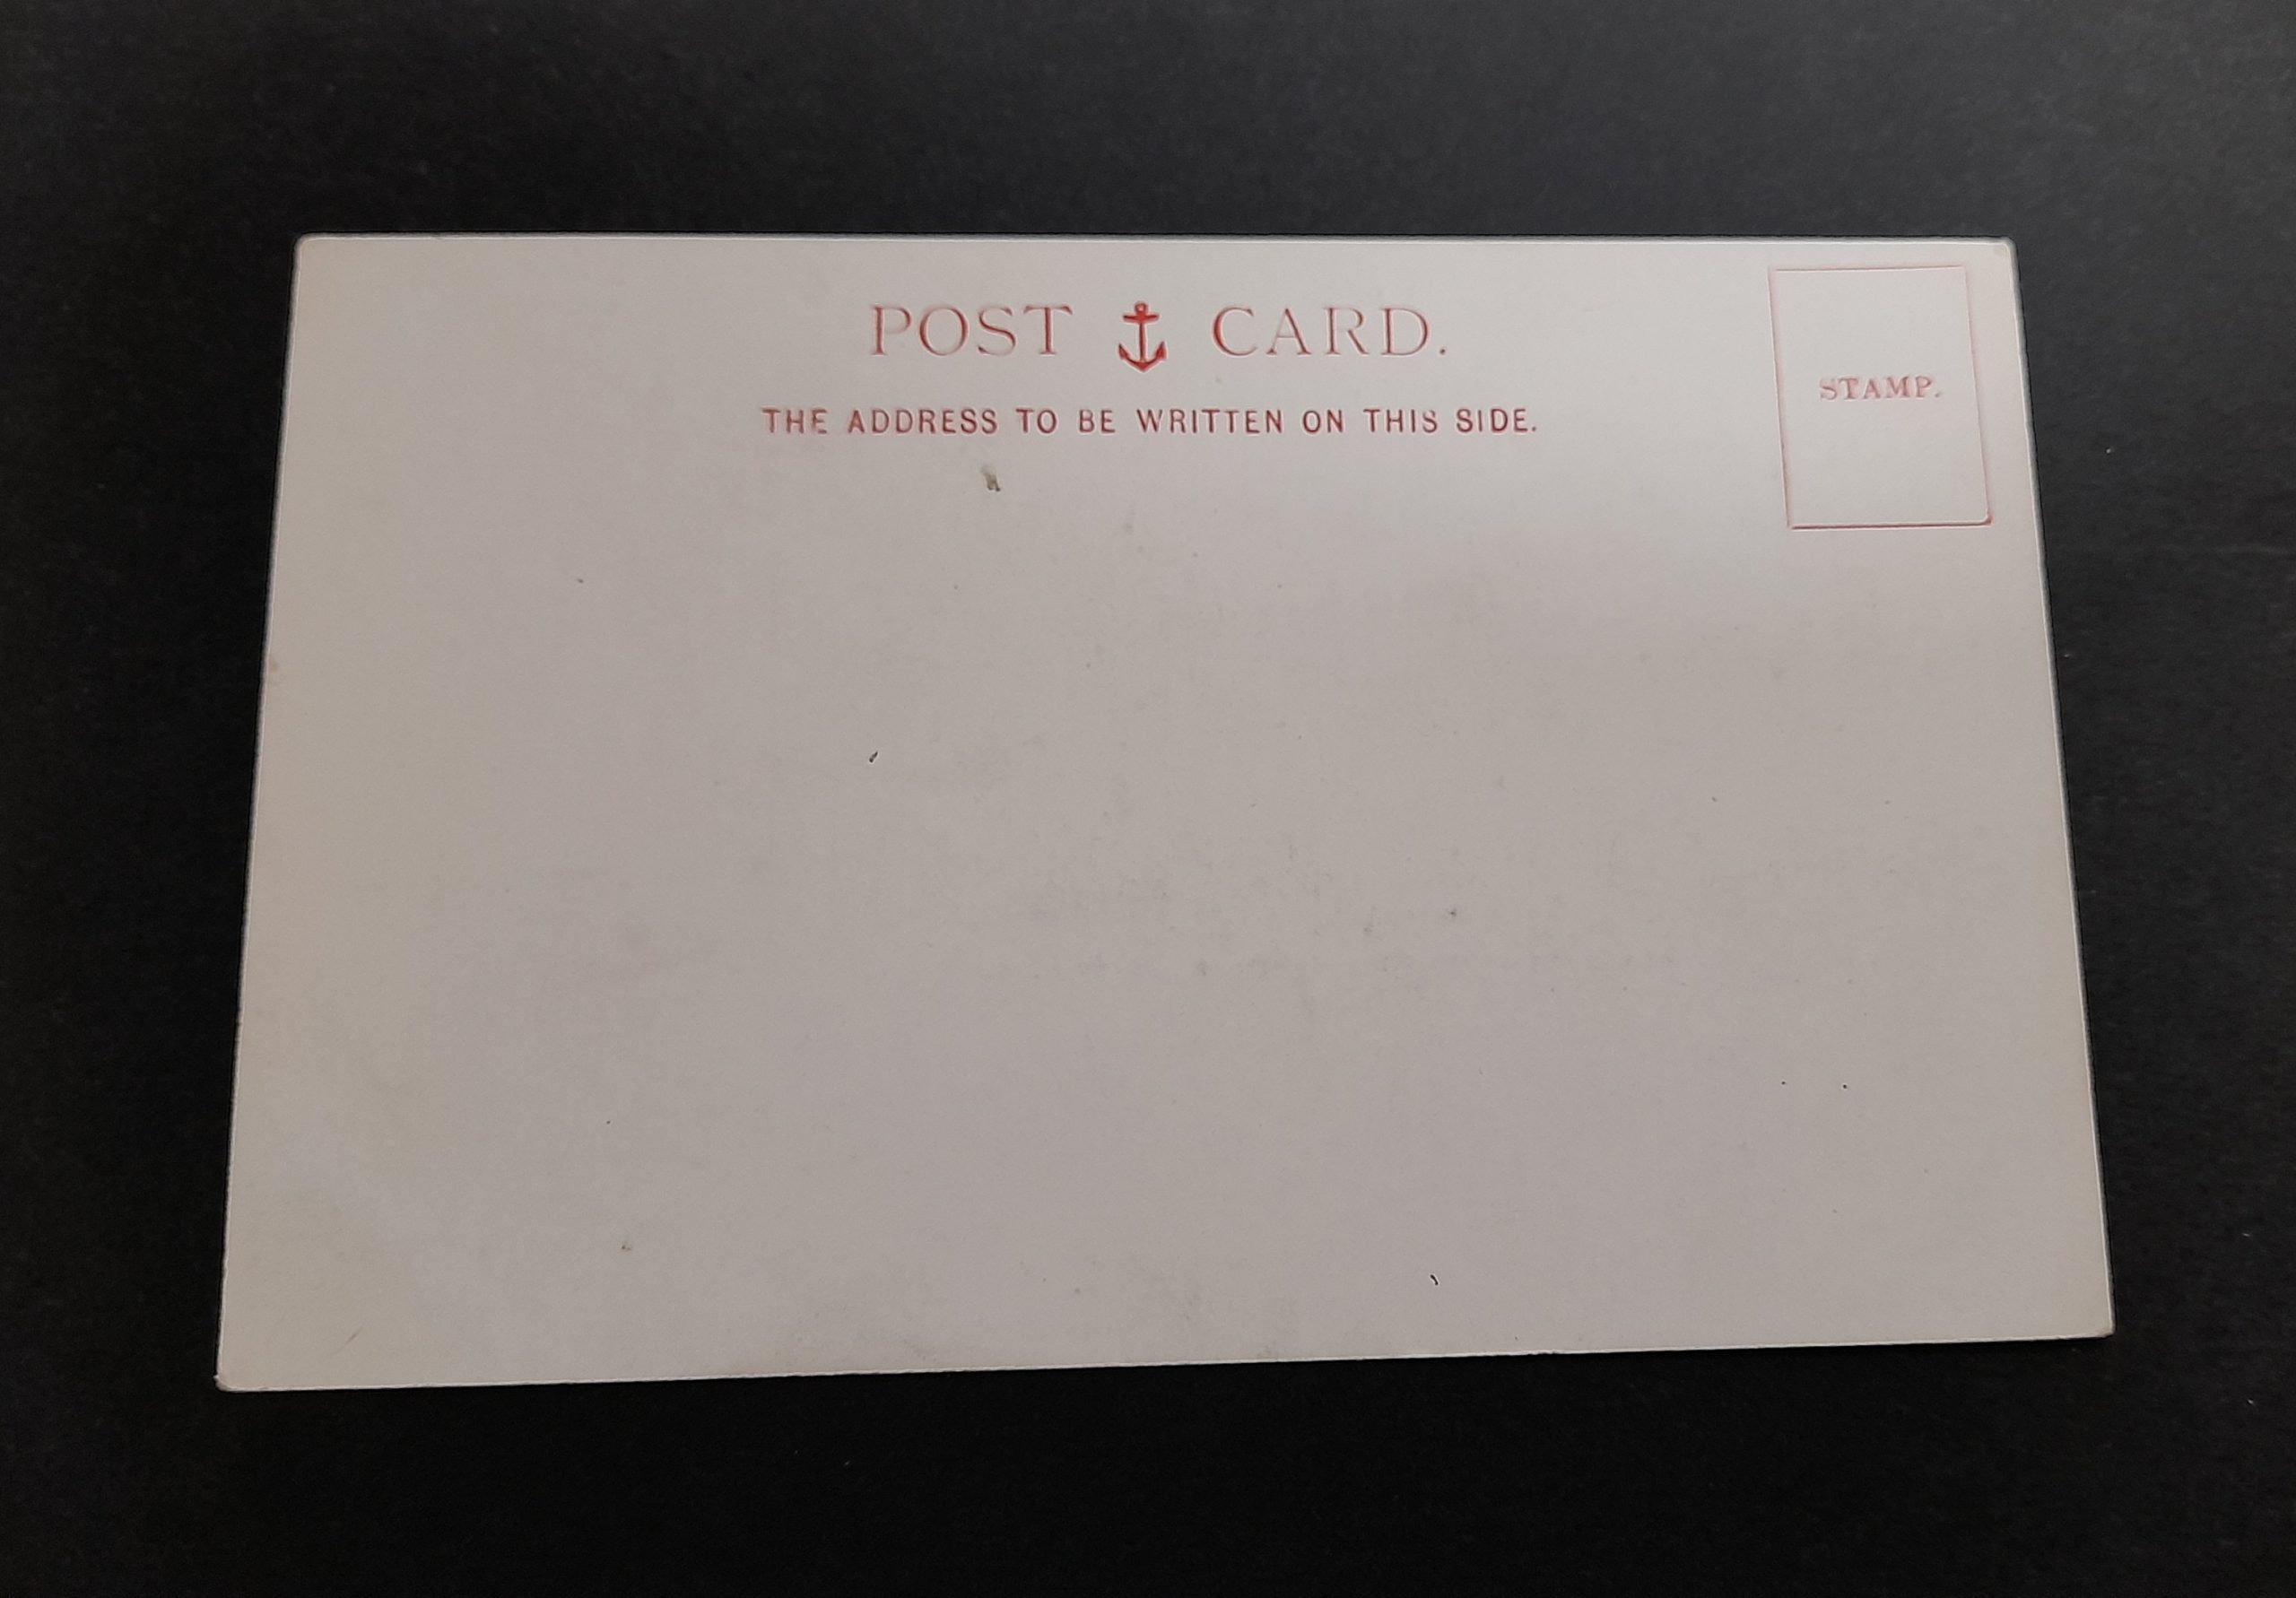 POST CARD.
STAMP.
THE ADDRESS TO BE WRITTEN ON THIS SIDE.